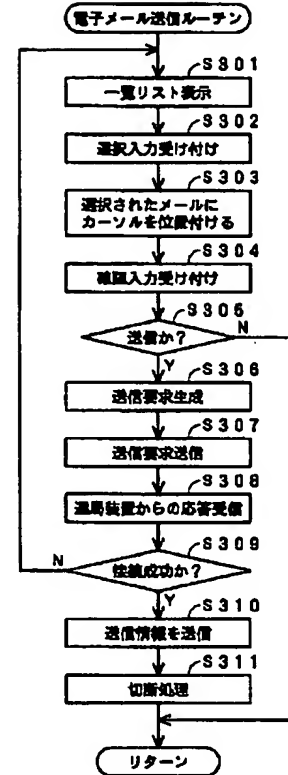 電子メール送信ルーテン
S301
一覧リスト表示
S302
選択入力受け付け
S303
選択されたメールに
カーソルを位置付ける
S304
確認入力受け付け
S305
送信か?
N
Y
S306
送信要求生成
S307
送信要求送信
S308
からの応答受信
S309
接続成功か?
N
Y
S310
送信情報を送信
S311
切断処理
リターン